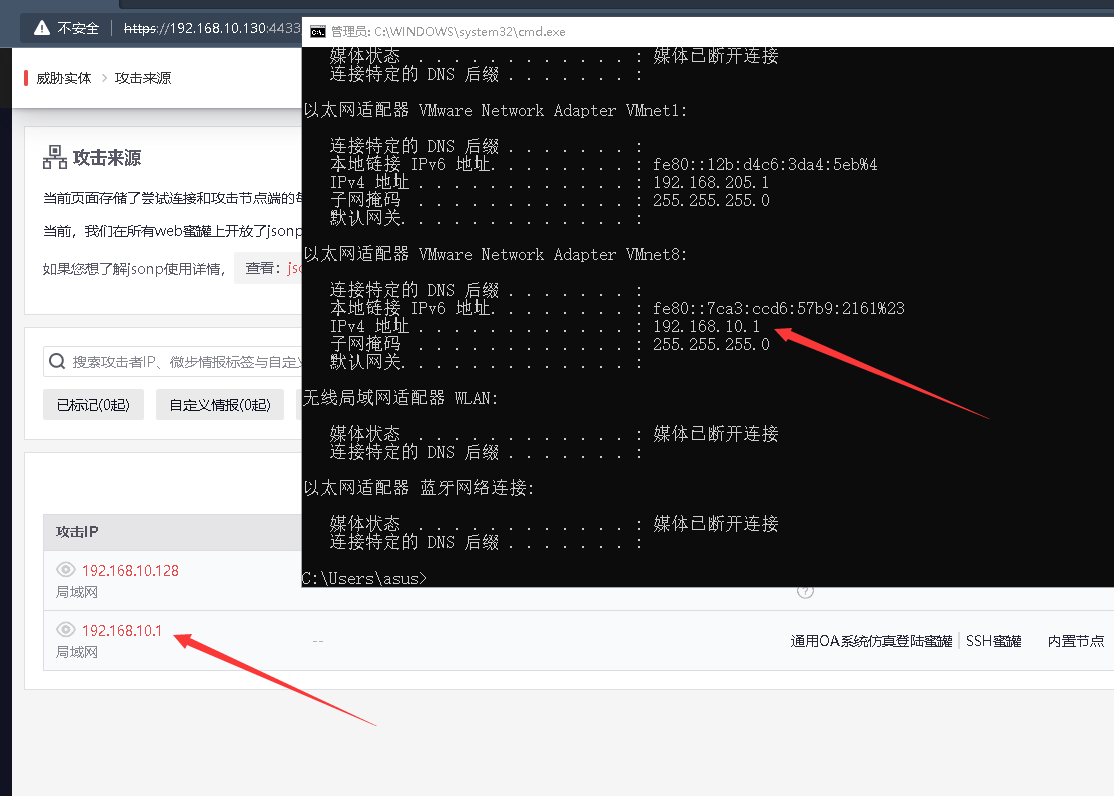 不安全 https://192.168.10.130:4433
威胁实体 > 攻击来源
攻击来源
当前页面存储了尝试连接和攻击节点端的
当前，我们在所有web蜜罐上开放了jsonp
如果您想了解jsonp使用详情， 查看：jso
搜索攻击者IP、微步情报标签与自定义
已标记(0起) 自定义情报(0起)
攻击IP
192.168.10.128
局域网
192.168.10.1
局域网
-- 通用OA系统仿真登陆蜜罐 SSH蜜罐 内置节点
管理员: C:\WINDOWS\system32\cmd.exe
媒体状态 . . . . . . . . . . . . : 媒体已断开连接
连接特定的 DNS 后缀 . . . . . . . :
以太网适配器 VMware Network Adapter VMnet1:
连接特定的 DNS 后缀 . . . . . . . :
本地链接 IPv6 地址. . . . . . . . : fe80::12b:d4c6:3da4:5eb%4
IPv4 地址 . . . . . . . . . . . . : 192.168.205.1
子网掩码 . . . . . . . . . . . . : 255.255.255.0
默认网关. . . . . . . . . . . . . :
以太网适配器 VMware Network Adapter VMnet8:
连接特定的 DNS 后缀 . . . . . . . :
本地链接 IPv6 地址. . . . . . . . : fe80::7ca3:ccd6:57b9:2161%23
IPv4 地址 . . . . . . . . . . . . : 192.168.10.1
子网掩码 . . . . . . . . . . . . : 255.255.255.0
默认网关. . . . . . . . . . . . . :
无线局域网适配器 WLAN:
媒体状态 . . . . . . . . . . . . : 媒体已断开连接
连接特定的 DNS 后缀 . . . . . . . :
以太网适配器 蓝牙网络连接:
媒体状态 . . . . . . . . . . . . : 媒体已断开连接
连接特定的 DNS 后缀 . . . . . . . :
C:\Users\asus>